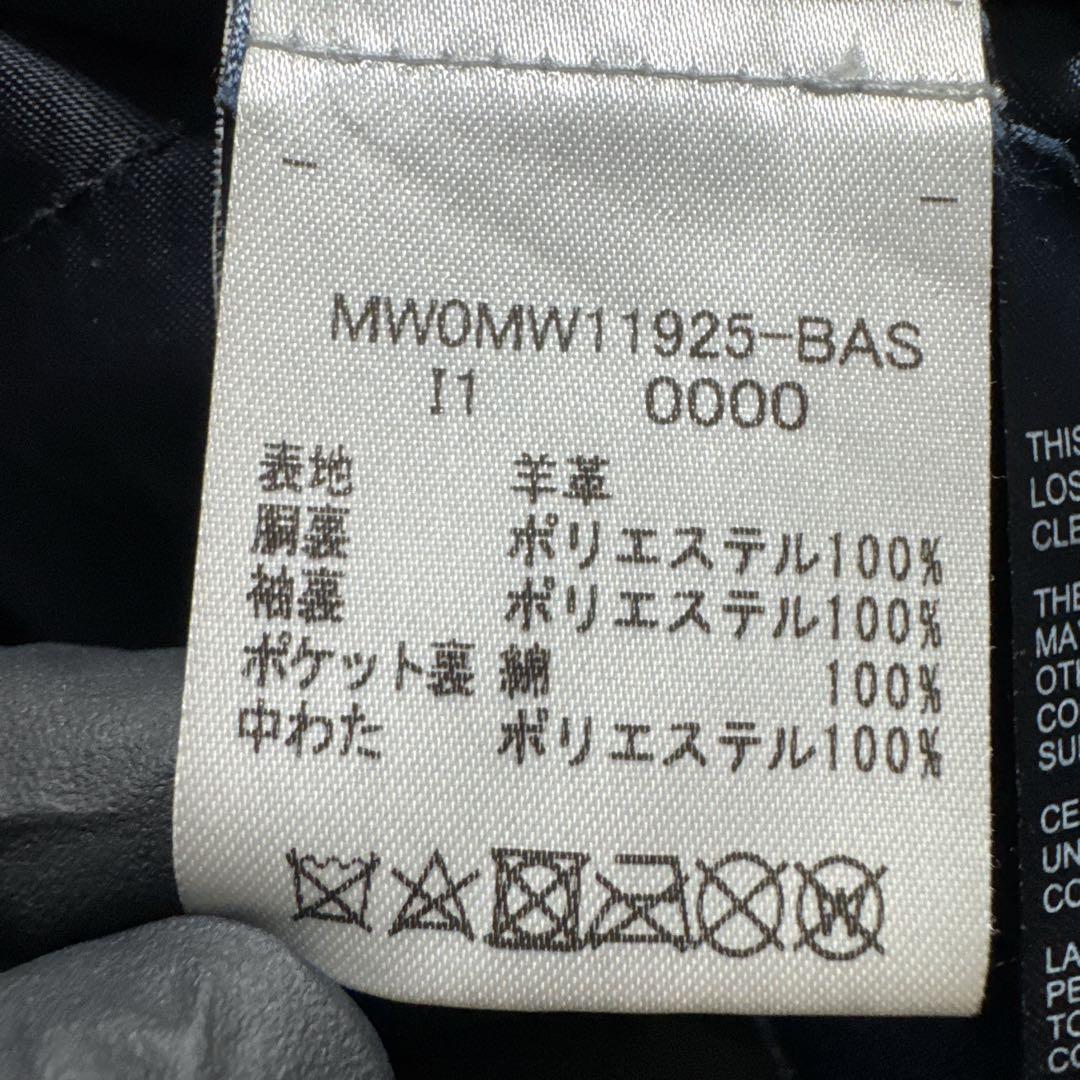 MW0MW11925-BAS
I1 0000
表地 羊革
胴裏 ポリエステル100%
袖裏 ポリエステル100%
ポケット裏 綿 100%
中わた ポリエステル100%
W
THIS
LOS
CLE
THE
MAY
OTH
CO
SU
CE
UN
CO
LA
PE
TO
CO